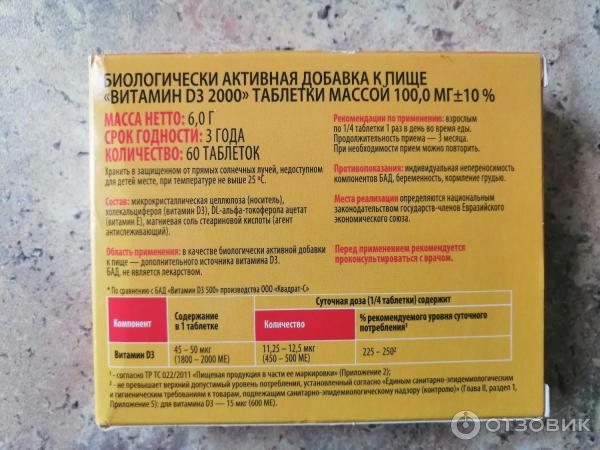 БИОЛОГИЧЕСКИ АКТИВНАЯ ДОБАВКА К ПИЩЕ
«ВИТАМИН D3 2000» ТАБЛЕТКИ МАССОЙ 100,0 МГ±10 %
МАССА НЕТТО: 6,0 Г
СРОК ГОДНОСТИ: 3 ГОДА
КОЛИЧЕСТВО: 60 ТАБЛЕТОК
Хранить в защищенном от прямых солнечных лучей, недоступном
для детей месте, при температуре не выше 25 ºС.
Состав: микрокристаллическая целлюлоза (носитель),
холекальциферол (витамин D3), DL-альфа-токоферола ацетат
(витамин Е), магниевая соль стеариновой кислоты (агент
антислеживающий).
Область применения: в качестве биологически активной добавки
к пище — дополнительного источника витамина D3.
БАД, не является лекарством.
Рекомендации по применению: взрослым
по 1/4 таблетки 1 раз в день во время еды.
Продолжительность приема — 3 месяца.
При необходимости прием можно повторить.
Противопоказания: индивидуальная непереносимость
компонентов БАД, беременность, кормление грудью.
Места реализации определяются национальным
законодательством государств-членов Евразийского
экономического союза.
Перед применением рекомендуется
проконсультироваться с врачом.
* По сравнению с БАД «Витамин D3 500» производства ООО «Квадрат-С»
Компонент
Содержание
в 1 таблетке
Суточная доза (1/4 таблетки) содержит
Количество
% рекомендуемого уровня суточного
потребления¹
Витамин D3
45 – 50 мкг
(1800 – 2000 МЕ)
11,25 – 12,5 мкг
(450 – 500 МЕ)
225 – 250²
¹ - согласно ТР ТС 022/2011 «Пищевая продукция в части ее маркировки» (Приложение 2);
² - не превышает верхний допустимый уровень потребления, установленный согласно «Единым санитарно-эпидемиологическим
и гигиеническим требованиям к товарам, подлежащим санитарно-эпидемиологическому надзору (контролю)» (Глава II, раздел 1,
Приложение 5): для витамина D3 — 15 мкг (600 МЕ).
ОТЗОВИК